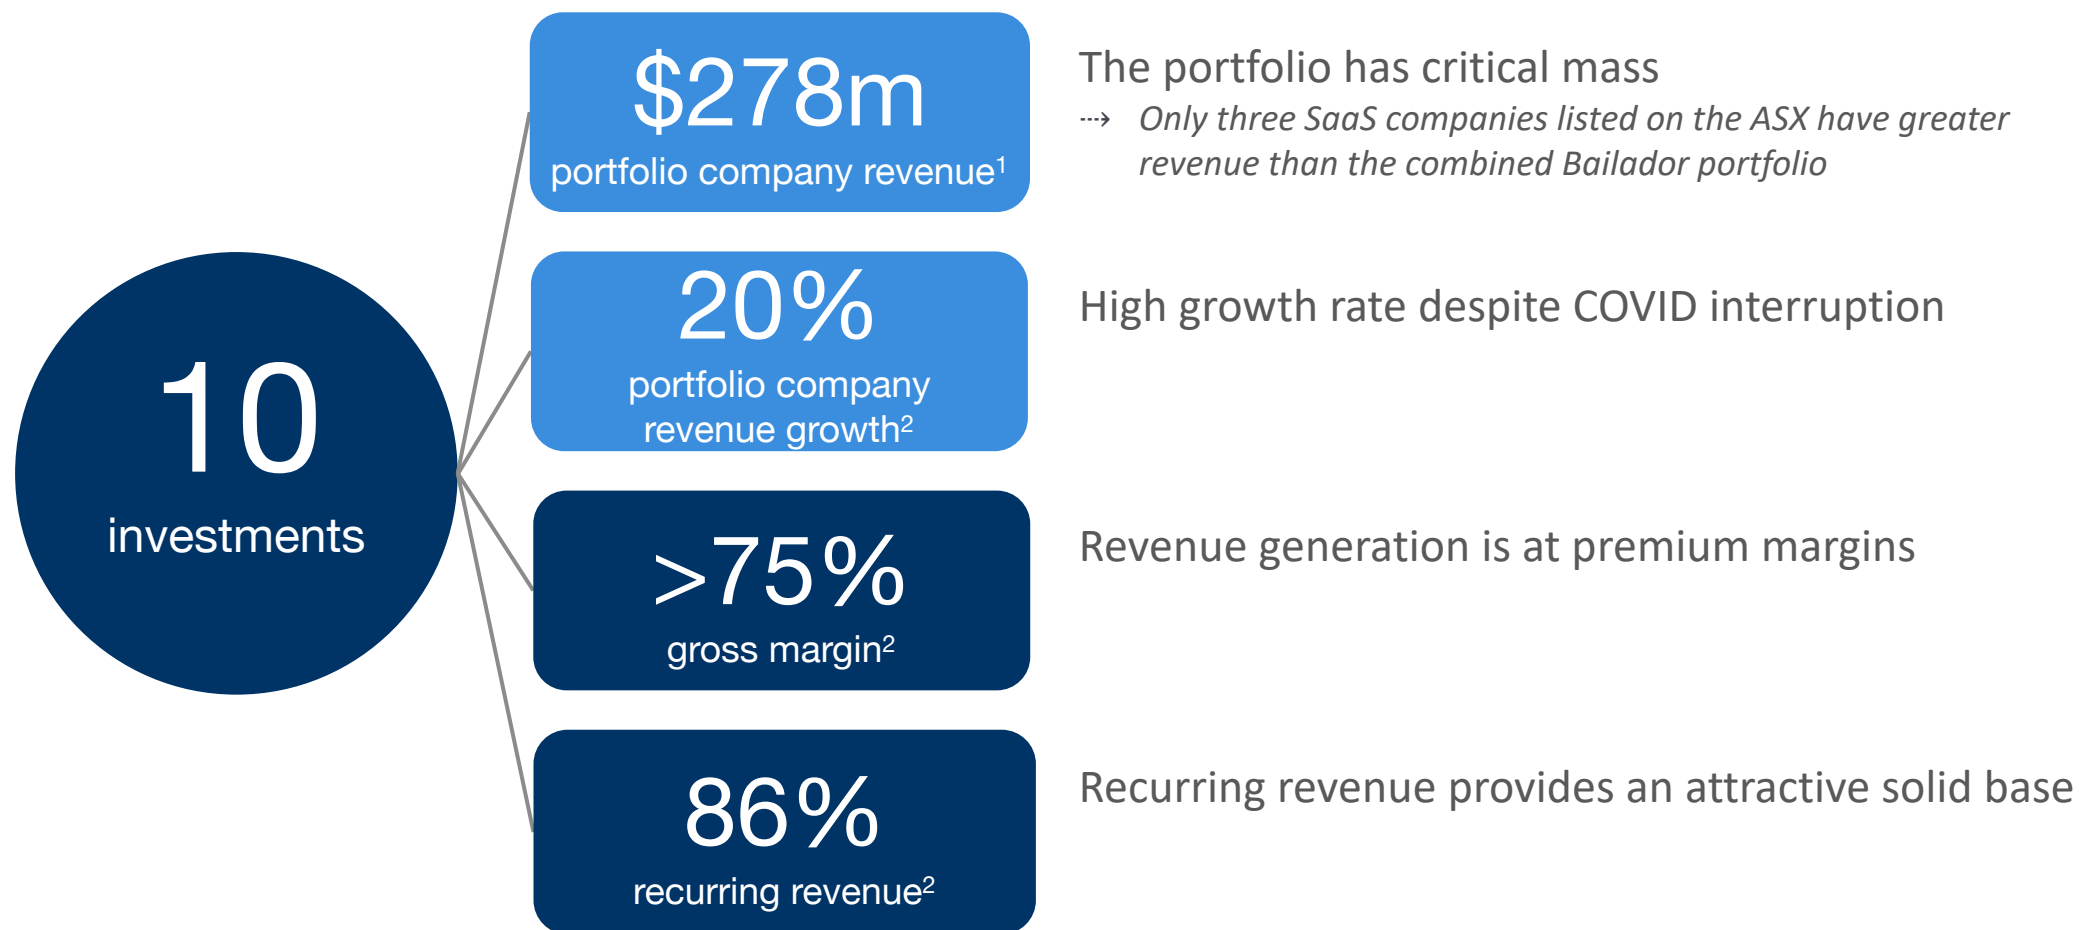 10
investments
$278m
portfolio company revenue¹
The portfolio has critical mass
⇢ Only three SaaS companies listed on the ASX have greater
revenue than the combined Bailador portfolio
20%
portfolio company
revenue growth²
High growth rate despite COVID interruption
>75%
gross margin²
Revenue generation is at premium margins
86%
recurring revenue²
Recurring revenue provides an attractive solid base